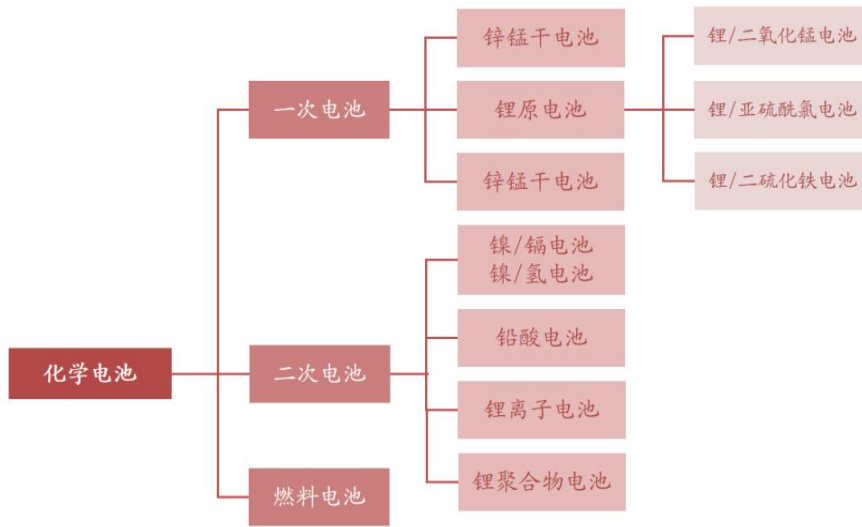 化学电池
一次电池
锌锰干电池
锂原电池
锂/二氧化锰电池
锂/亚硫酰氯电池
锂/二硫化铁电池
锌锰干电池
二次电池
镍/镉电池
镍/氢电池
铅酸电池
锂离子电池
锂聚合物电池
燃料电池